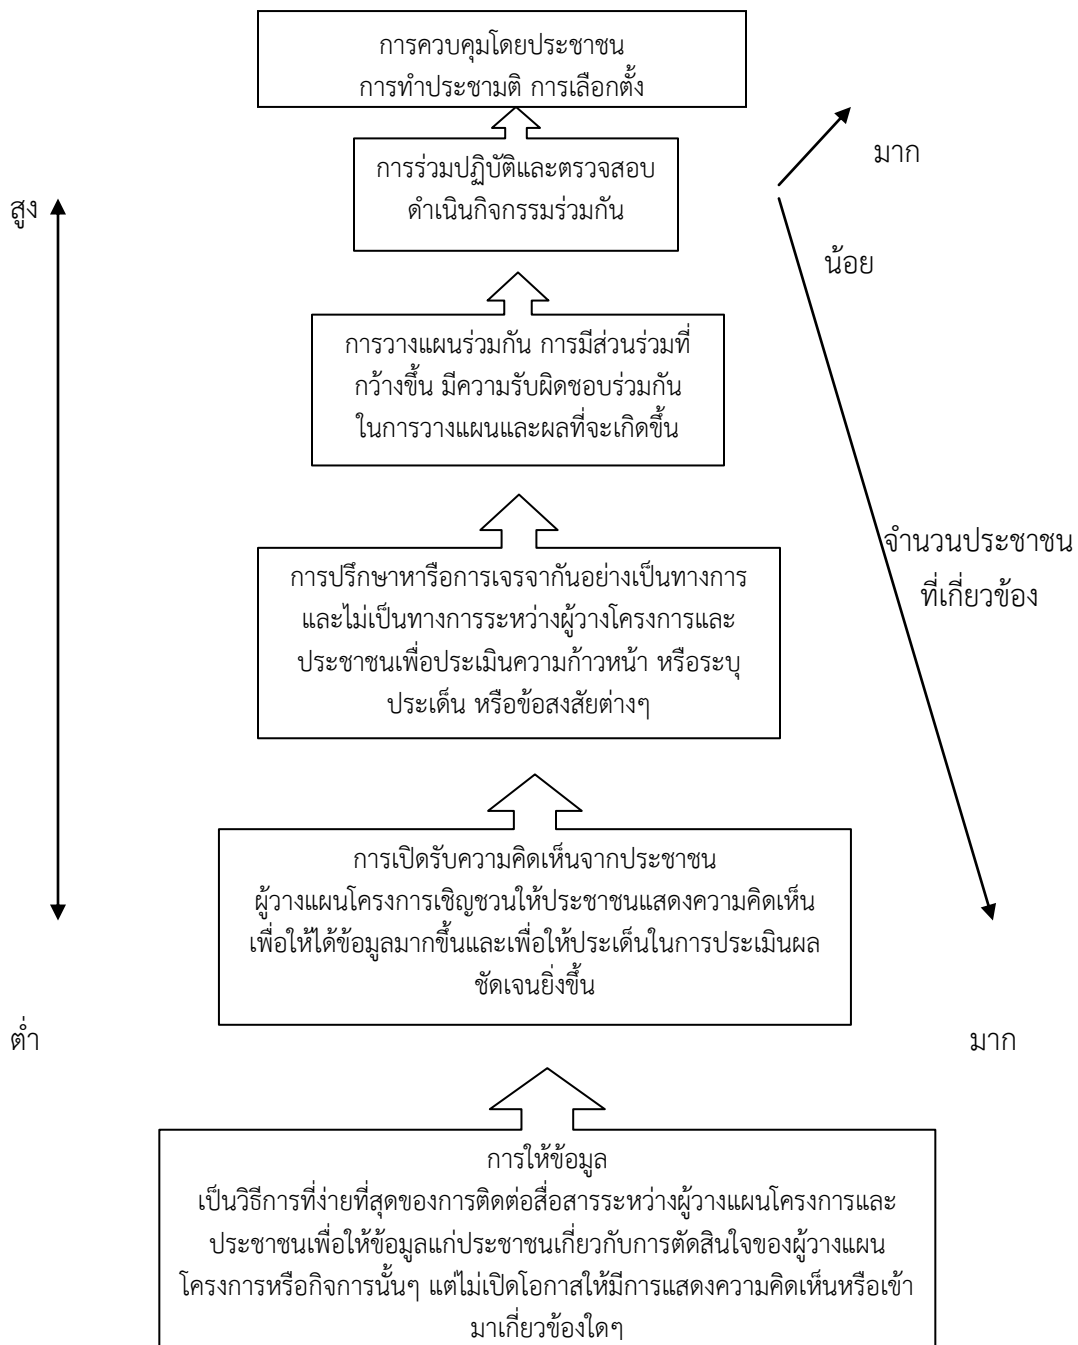 การควบคุมโดยประชาชน
การทำประชามติ การเลือกตั้ง
มาก
การร่วมปฏิบัติและตรวจสอบ
ดำเนินกิจกรรมร่วมกัน
สูง
น้อย
การวางแผนร่วมกัน การมีส่วนร่วมที่
กว้างขึ้น มีความรับผิดชอบร่วมกัน
ในการวางแผนและผลที่จะเกิดขึ้น
จำนวนประชาชน
ที่เกี่ยวข้อง
การปรึกษาหารือการเจรจากันอย่างเป็นทางการ
และไม่เป็นทางการระหว่างผู้วางโครงการและ
ประชาชนเพื่อประเมินความก้าวหน้า หรือระบุ
ประเด็น หรือข้อสงสัยต่างๆ
การเปิดรับความคิดเห็นจากประชาชน
ผู้วางแผนโครงการเชิญชวนให้ประชาชนแสดงความคิดเห็น
เพื่อให้ได้ข้อมูลมากขึ้นและเพื่อให้ประเด็นในการประเมินผล
ชัดเจนยิ่งขึ้น
ต่ำ
มาก
การให้ข้อมูล
เป็นวิธีการที่ง่ายที่สุดของการติดต่อสื่อสารระหว่างผู้วางแผนโครงการและ
ประชาชนเพื่อให้ข้อมูลแก่ประชาชนเกี่ยวกับการตัดสินใจของผู้วางแผน
โครงการหรือกิจการนั้นๆ แต่ไม่เปิดโอกาสให้มีการแสดงความคิดเห็นหรือเข้า
มาเกี่ยวข้องใดๆ